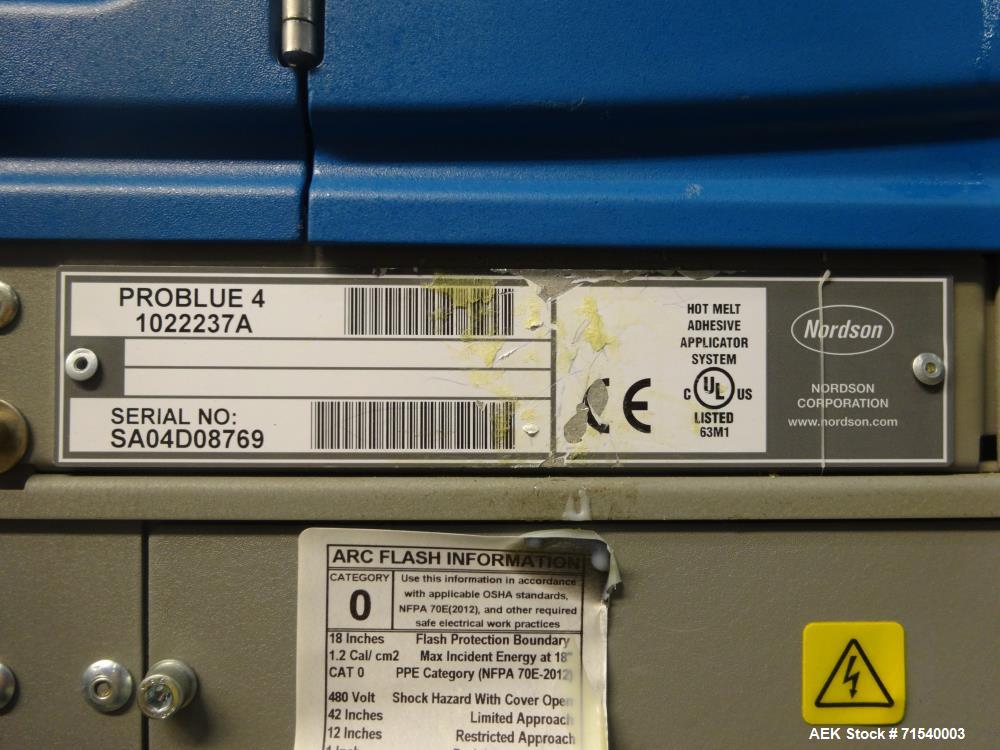 PROBLUE 4
1022237A
SERIAL NO:
SA04D08769
CE
HOT MELT
ADHESIVE
APPLICATOR
SYSTEM
C UL US
LISTED
63M1
Nordson
NORDSON
CORPORATION
www.nordson.com
ARC FLASH INFORMATION
CATEGORY
0
Use this information in accordance
with applicable OSHA standards,
NFPA 70E(2012), and other required
safe electrical work practices
18 Inches Flash Protection Boundary
1.2 Cal/ cm2 Max Incident Energy at 18"
CAT 0 PPE Category (NFPA 70E-2012)
480 Volt Shock Hazard With Cover Open
42 Inches Limited Approach
12 Inches Restricted Approach
AEK Stock #71540003